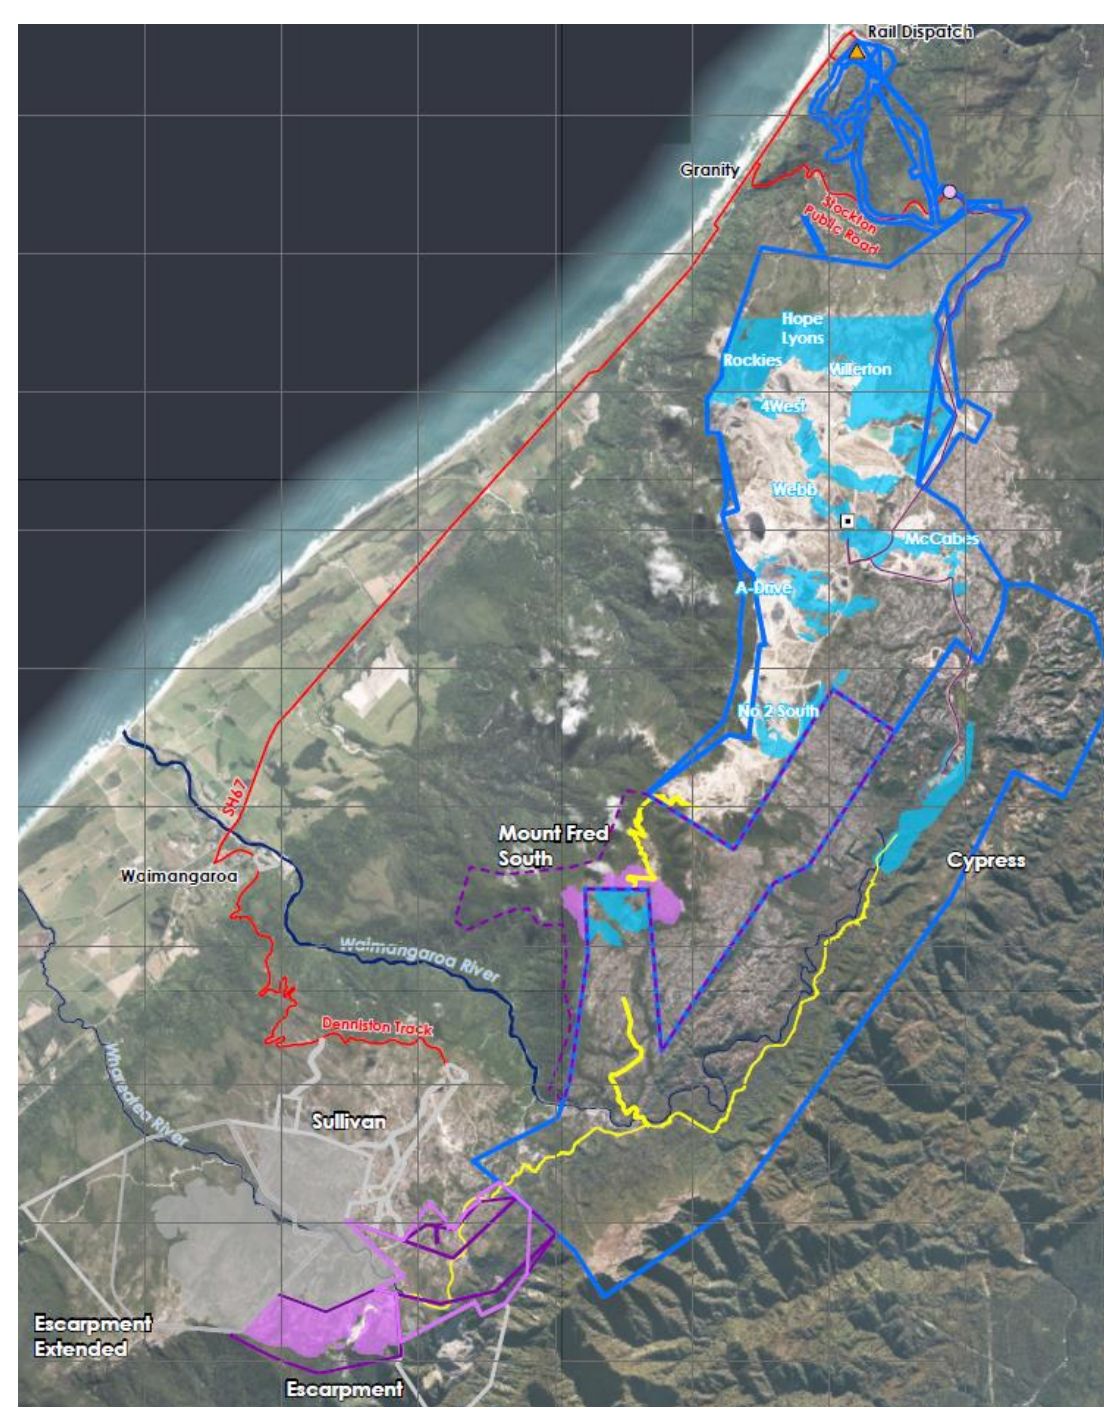 Rail Dispatch
Granity
Stockton
Public Road
Hope
Lyons
Rockies
Millerton
4West
Webb
McCabes
A-Drive
No 2 South
SH67
Mount Fred
South
Cypress
Waimangaroa
Waimangaroa River
Denniston Track
Whareatea River
Sullivan
Escarpment
Extended
Escarpment